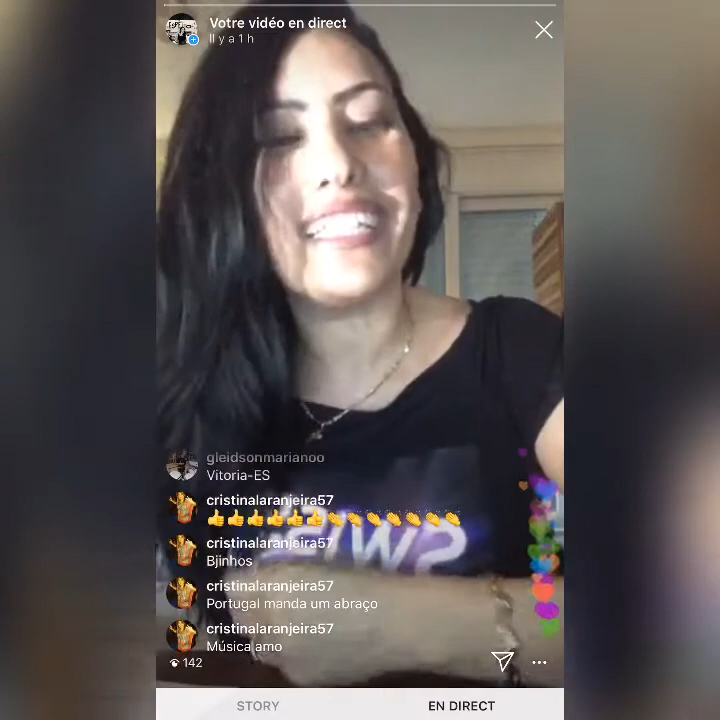 Votre vidéo en direct
Il y a 1 h
gleidsonmarianoo
Vitoria-ES
cristinalaranjeira57
👍👍👍👍👍👍👏👏👏👏👏👏👏
cristinalaranjeira57
Bjinhos
cristinalaranjeira57
Portugal manda um abraço
cristinalaranjeira57
Música amo
142
STORY
EN DIRECT